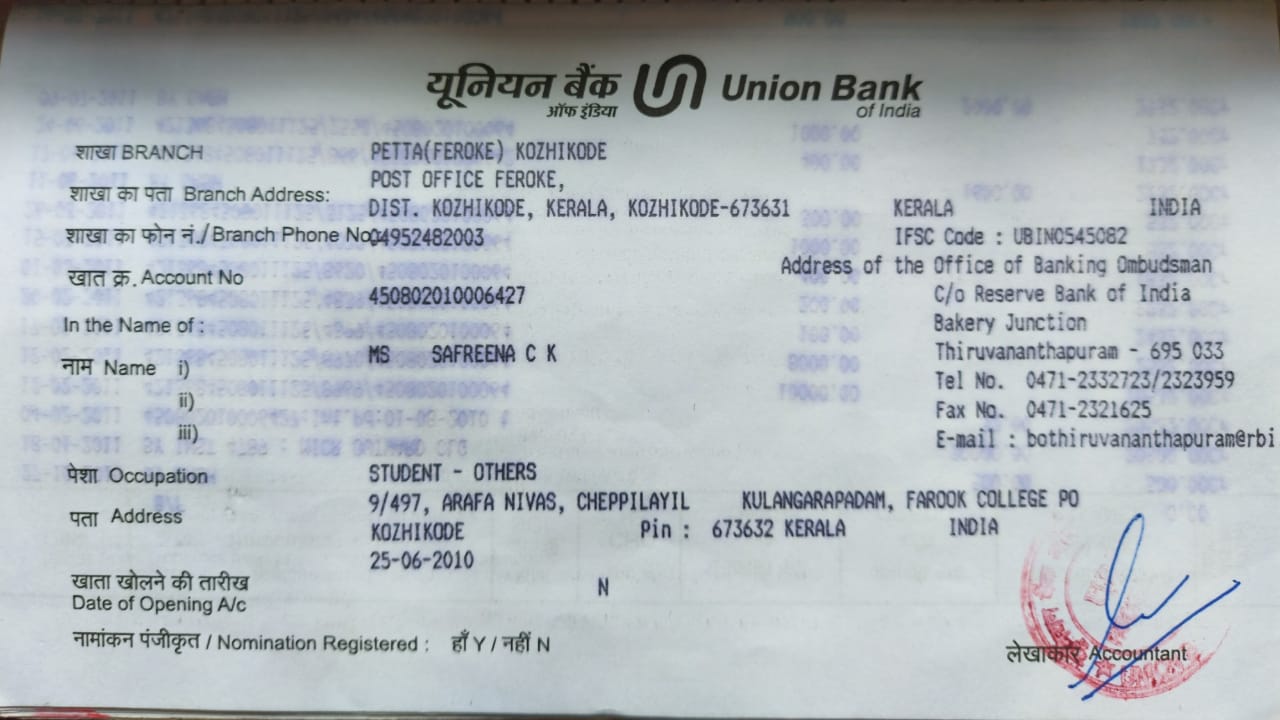 यूनियन बैंक Union Bank
ऑफ इंडिया of India
शाखा BRANCH PETTA(FEROKE) KOZHIKODE
शाखा का पता Branch Address: POST OFFICE FEROKE,
DIST. KOZHIKODE, KERALA, KOZHIKODE-673631 KERALA INDIA
शाखा का फोन नं./Branch Phone No. 04952482003 IFSC Code : UBIN0545082
Address of the Office of Banking Ombudsman
खात क्र. Account No 450802010006427 C/o Reserve Bank of India
In the Name of : Bakery Junction
MS SAFREENA C K Thiruvananthapuram - 695 033
नाम Name i)
Tel No. 0471-2332723/2323959
ii)
Fax No. 0471-2321625
iii)
E-mail : bothiruvananthapuram@rbi
पेशा Occupation STUDENT - OTHERS
पता Address 9/497, ARAFA NIVAS, CHEPPILAYIL KULANGARAPADAM, FAROOK COLLEGE PO
KOZHIKODE Pin : 673632 KERALA INDIA
25-06-2010
खाता खोलने की तारीख
Date of Opening A/c N
नामांकन पंजीकृत / Nomination Registered : हाँ Y / नहीं N
लेखाकार Accountant